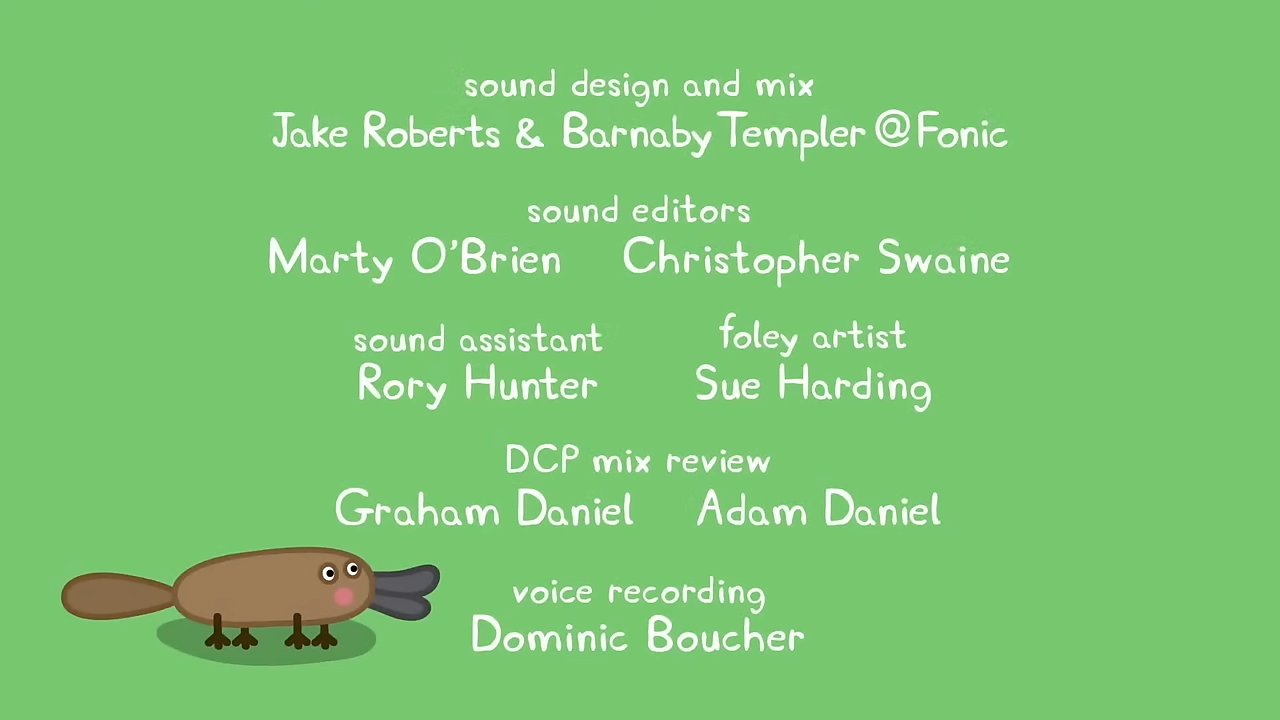 sound design and mix
Jake Roberts & Barnaby Templer @Fonic
sound editors
Marty O'Brien Christopher Swaine
sound assistant foley artist
Rory Hunter Sue Harding
DCP mix review
Graham Daniel Adam Daniel
voice recording
Dominic Boucher